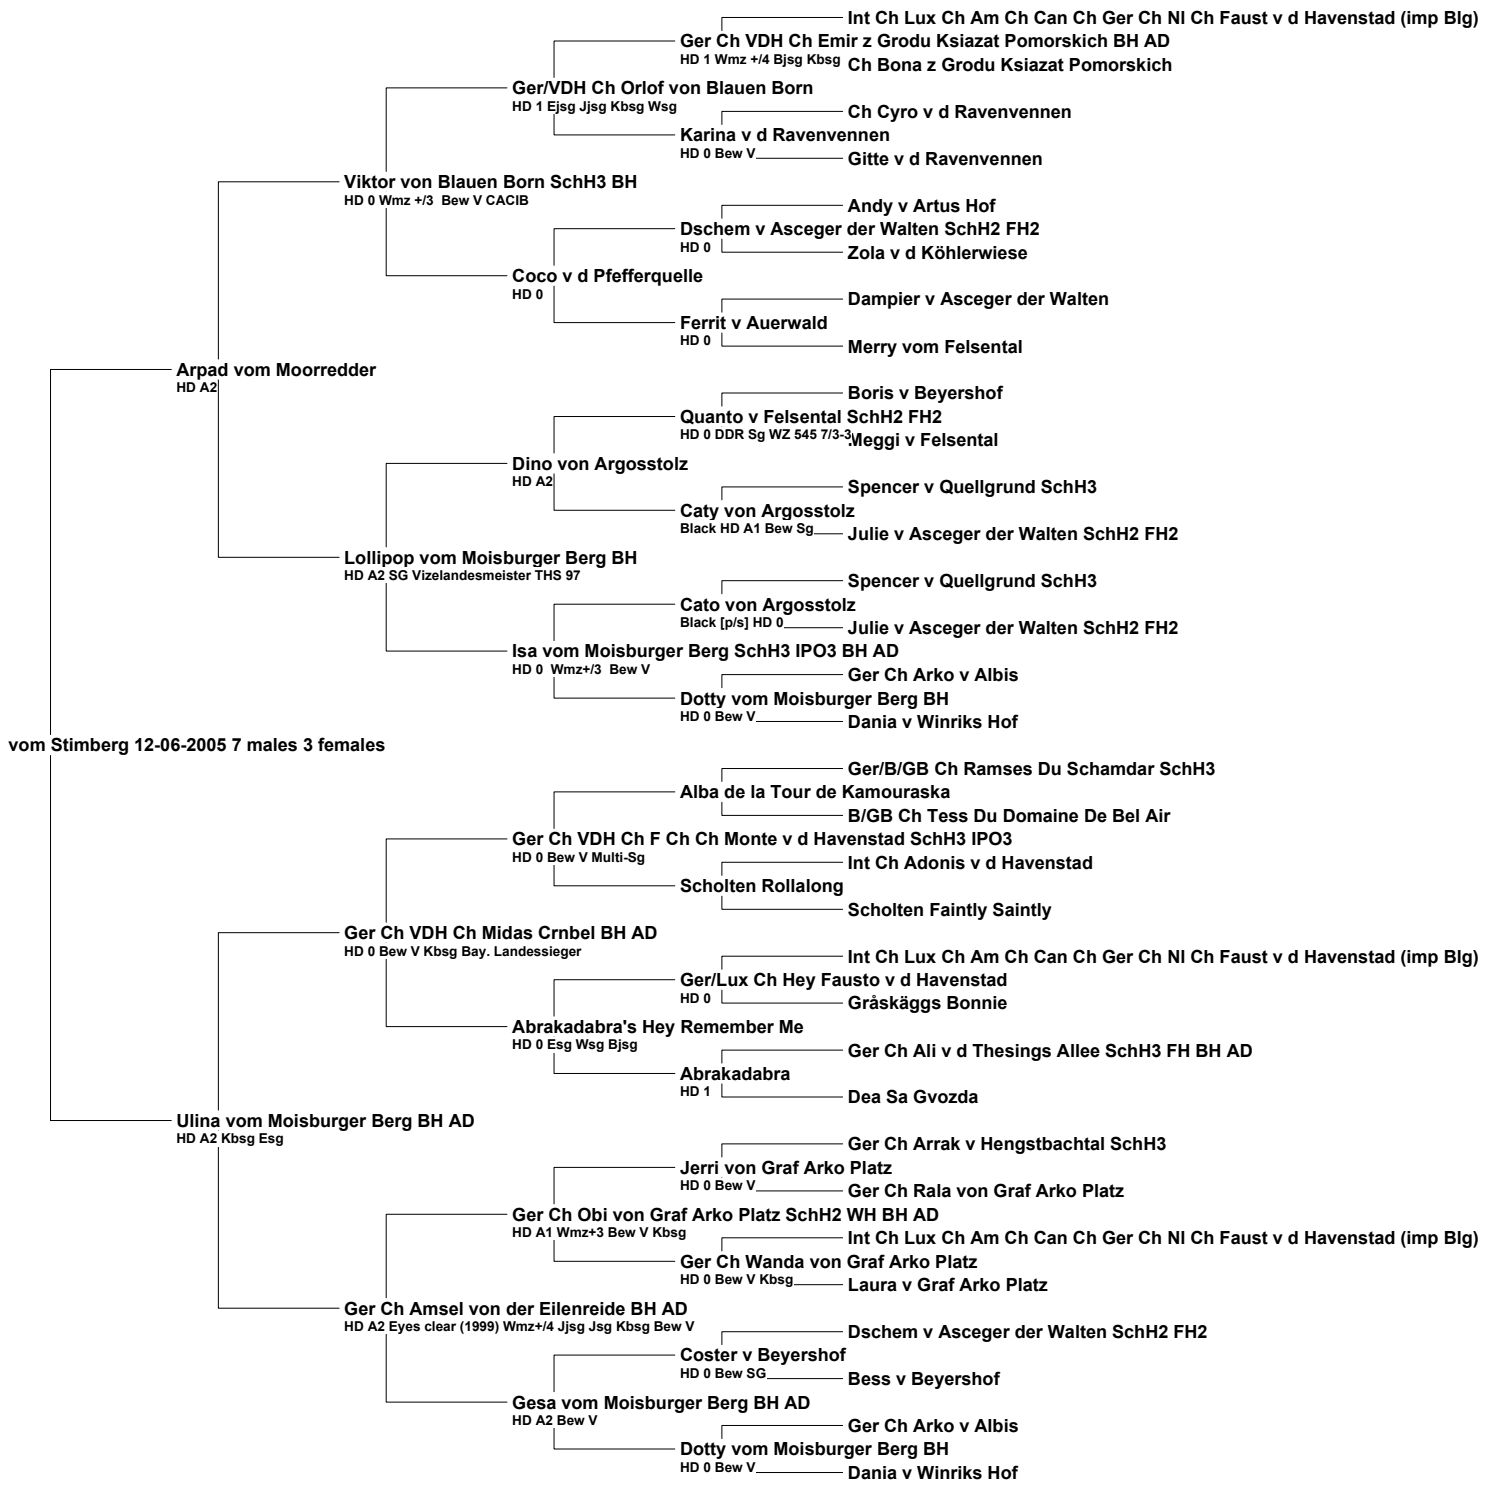 Int Ch Lux Ch Am Ch Can Ch Ger Ch Nl Ch Faust v d Havenstad (imp Blg)
Ger Ch VDH Ch Emir z Grodu Ksiazat Pomorskich BH AD
HD 1 Wmz +/4 Bjsg Kbsg
Ch Bona z Grodu Ksiazat Pomorskich
Ger/VDH Ch Orlof von Blauen Born
HD 1 Ejsg Jjsg Kbsg Wsg
Ch Cyro v d Ravenvennen
Karina v d Ravenvennen
HD 0 Bew V
Gitte v d Ravenvennen
Viktor von Blauen Born SchH3 BH
HD 0 Wmz +/3 Bew V CACIB
Andy v Artus Hof
Dschem v Asceger der Walten SchH2 FH2
HD 0
Zola v d Köhlerwiese
Coco v d Pfefferquelle
HD 0
Dampier v Asceger der Walten
Ferrit v Auerwald
HD 0
Merry vom Felsental
Arpad vom Moorredder
HD A2
Boris v Beyershof
Quanto v Felsental SchH2 FH2
HD 0 DDR Sg WZ 545 7/3-3
Meggi v Felsental
Dino von Argosstolz
HD A2
Spencer v Quellgrund SchH3
Caty von Argosstolz
Black HD A1 Bew Sg
Julie v Asceger der Walten SchH2 FH2
Lollipop vom Moisburger Berg BH
HD A2 SG Vizelandesmeister THS 97
Spencer v Quellgrund SchH3
Cato von Argosstolz
Black [p/s] HD 0
Julie v Asceger der Walten SchH2 FH2
Isa vom Moisburger Berg SchH3 IPO3 BH AD
HD 0 Wmz+/3 Bew V
Ger Ch Arko v Albis
Dotty vom Moisburger Berg BH
HD 0 Bew V
Dania v Winriks Hof
vom Stimberg 12-06-2005 7 males 3 females
Ger/B/GB Ch Ramses Du Schamdar SchH3
Alba de la Tour de Kamouraska
B/GB Ch Tess Du Domaine De Bel Air
Ger Ch VDH Ch F Ch Ch Monte v d Havenstad SchH3 IPO3
HD 0 Bew V Multi-Sg
Int Ch Adonis v d Havenstad
Scholten Rollalong
Scholten Faintly Saintly
Ger Ch VDH Ch Midas Crnbel BH AD
HD 0 Bew V Kbsg Bay. Landessieger
Int Ch Lux Ch Am Ch Can Ch Ger Ch Nl Ch Faust v d Havenstad (imp Blg)
Ger/Lux Ch Hey Fausto v d Havenstad
HD 0
Gråskäggs Bonnie
Abrakadabra's Hey Remember Me
HD 0 Esg Wsg Bjsg
Ger Ch Ali v d Thesings Allee SchH3 FH BH AD
Abrakadabra
HD 1
Dea Sa Gvozda
Ulina vom Moisburger Berg BH AD
HD A2 Kbsg Esg
Ger Ch Arrak v Hengstbachtal SchH3
Jerri von Graf Arko Platz
HD 0 Bew V
Ger Ch Rala von Graf Arko Platz
Ger Ch Obi von Graf Arko Platz SchH2 WH BH AD
HD A1 Wmz+3 Bew V Kbsg
Int Ch Lux Ch Am Ch Can Ch Ger Ch Nl Ch Faust v d Havenstad (imp Blg)
Ger Ch Wanda von Graf Arko Platz
HD 0 Bew V Kbsg
Laura v Graf Arko Platz
Ger Ch Amsel von der Eilenreide BH AD
HD A2 Eyes clear (1999) Wmz+/4 Jjsg Jsg Kbsg Bew V
Dschem v Asceger der Walten SchH2 FH2
Coster v Beyershof
HD 0 Bew SG
Bess v Beyershof
Gesa vom Moisburger Berg BH AD
HD A2 Bew V
Ger Ch Arko v Albis
Dotty vom Moisburger Berg BH
HD 0 Bew V
Dania v Winriks Hof